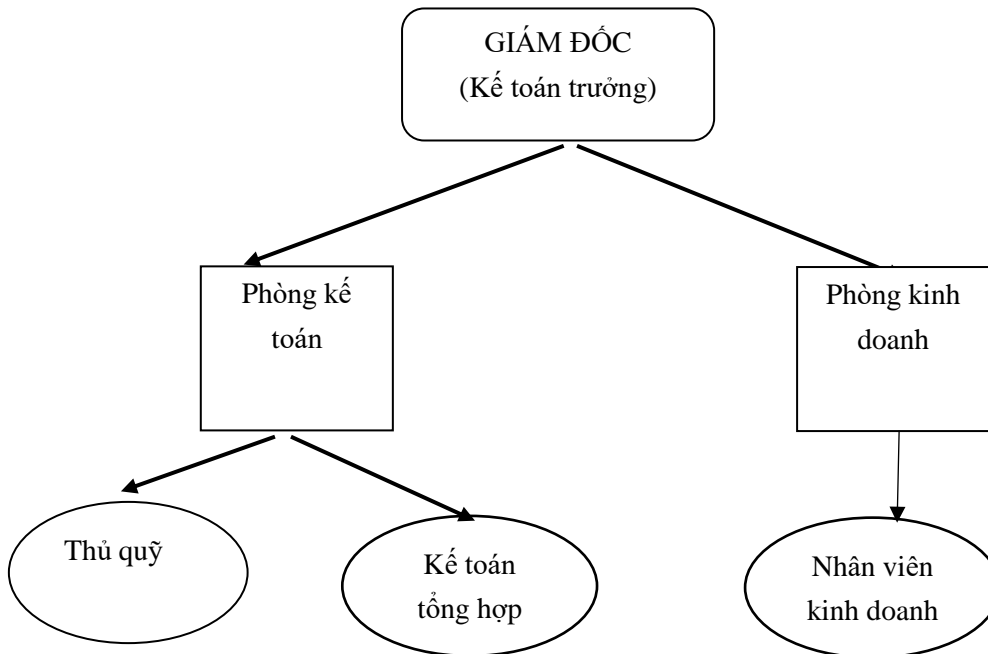 GIÁM ĐỐC
(Kế toán trưởng)
Phòng kế
toán
Phòng kinh
doanh
Thủ quỹ
Kế toán
tổng hợp
Nhân viên
kinh doanh